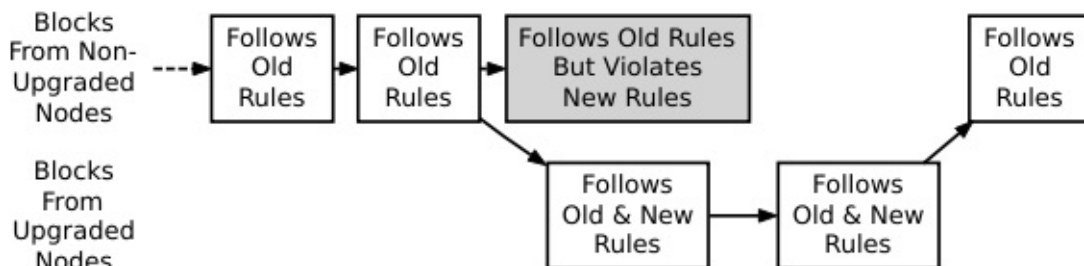 Blocks
From Non-
Upgraded
Nodes
Follows
Old
Rules
Follows
Old
Rules
Follows Old Rules
But Violates
New Rules
Follows
Old
Rules
Blocks
From
Upgraded
Nodes
Follows
Old & New
Rules
Follows
Old & New
Rules